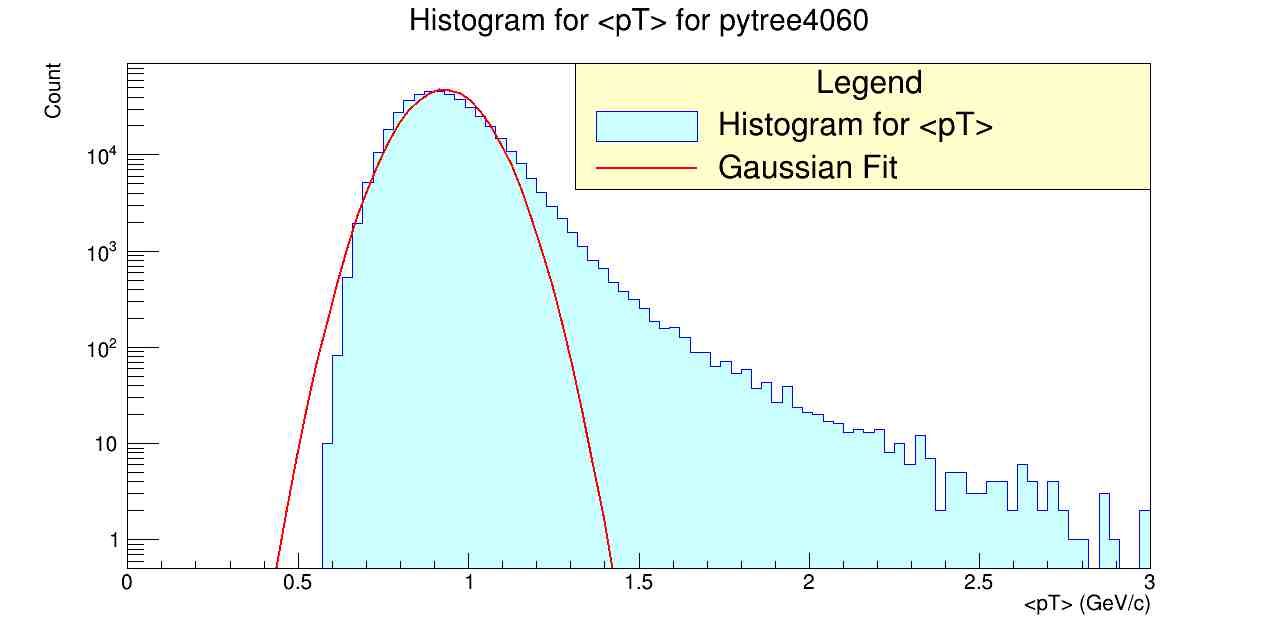 Histogram for <pT> for pytree4060
Count
Legend
Histogram for <pT>
Gaussian Fit
10⁴
10³
10²
10
1
0 0.5 1 1.5 2 2.5 3
<pT> (GeV/c)